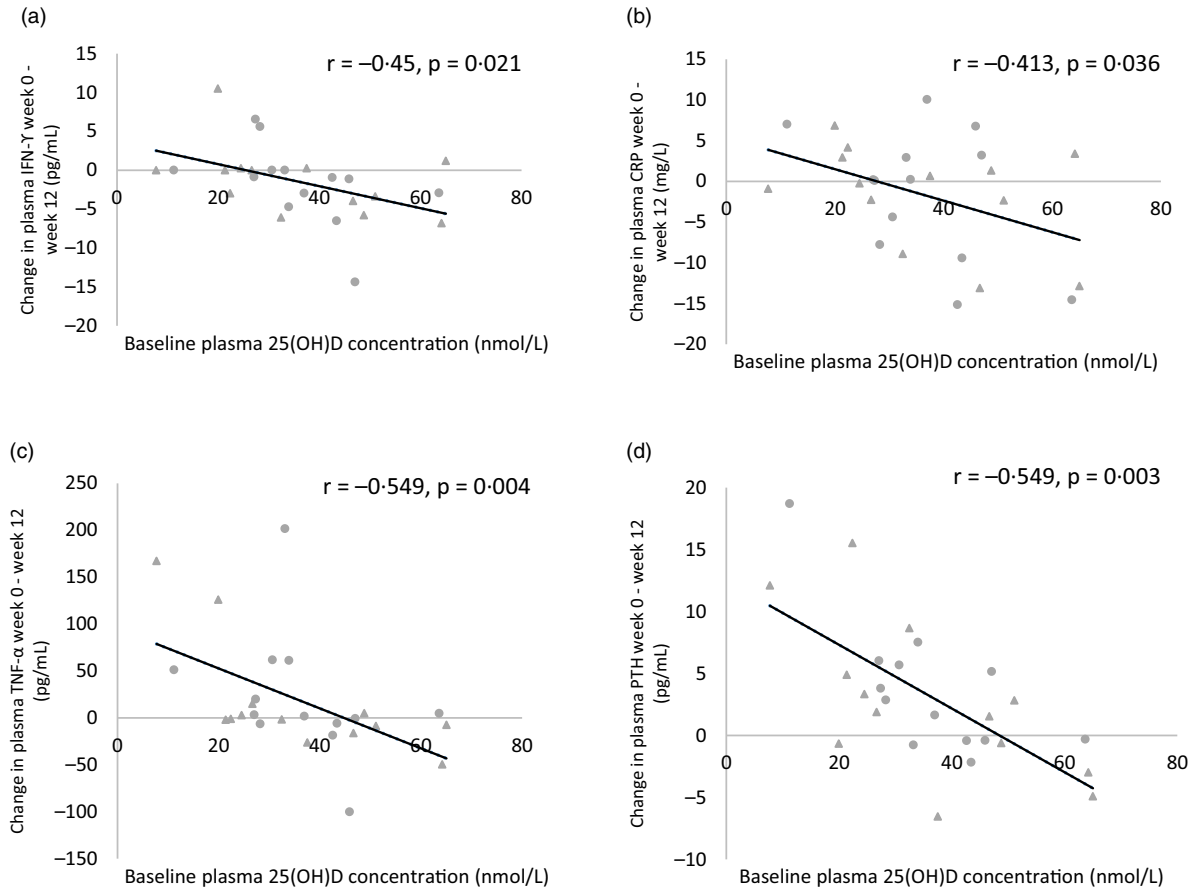 (a)
r = –0·45, p = 0·021
Change in plasma IFN-ϒ week 0 -
week 12 (pg/mL)
15
10
5
0
–5
–10
–15
–20
0
20
40
60
80
Baseline plasma 25(OH)D concentration (nmol/L)
(b)
r = –0·413, p = 0·036
Change in plasma CRP week 0 -
week 12 (mg/L)
15
10
5
0
–5
–10
–15
–20
0
20
40
60
80
Baseline plasma 25(OH)D concentration (nmol/L)
(c)
r = –0·549, p = 0·004
Change in plasma TNF-α week 0 - week 12
(pg/mL)
250
200
150
100
50
0
–50
–100
–150
0
20
40
60
80
Baseline plasma 25(OH)D concentration (nmol/L)
(d)
r = –0·549, p = 0·003
Change in plasma PTH week 0 - week 12
(pg/mL)
20
15
10
5
0
–5
–10
0
20
40
60
80
Baseline plasma 25(OH)D concentration (nmol/L)